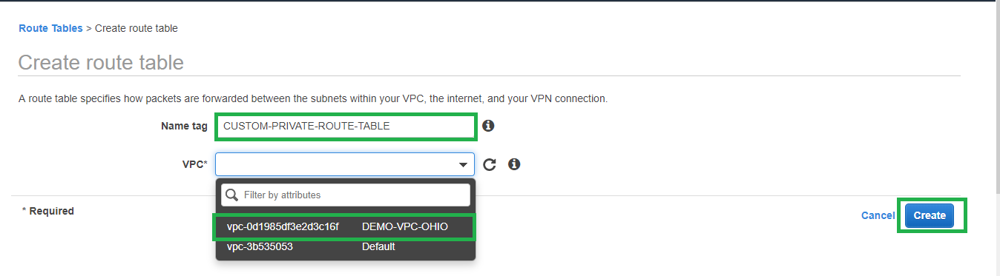 Route Tables > Create route table
Create route table
A route table specifies how packets are forwarded between the subnets within your VPC, the internet, and your VPN connection.
Name tag CUSTOM-PRIVATE-ROUTE-TABLE
VPC*
Filter by attributes
* Required
Cancel Create
vpc-0d1985df3e2d3c16f DEMO-VPC-OHIO
vpc-3b535053 Default